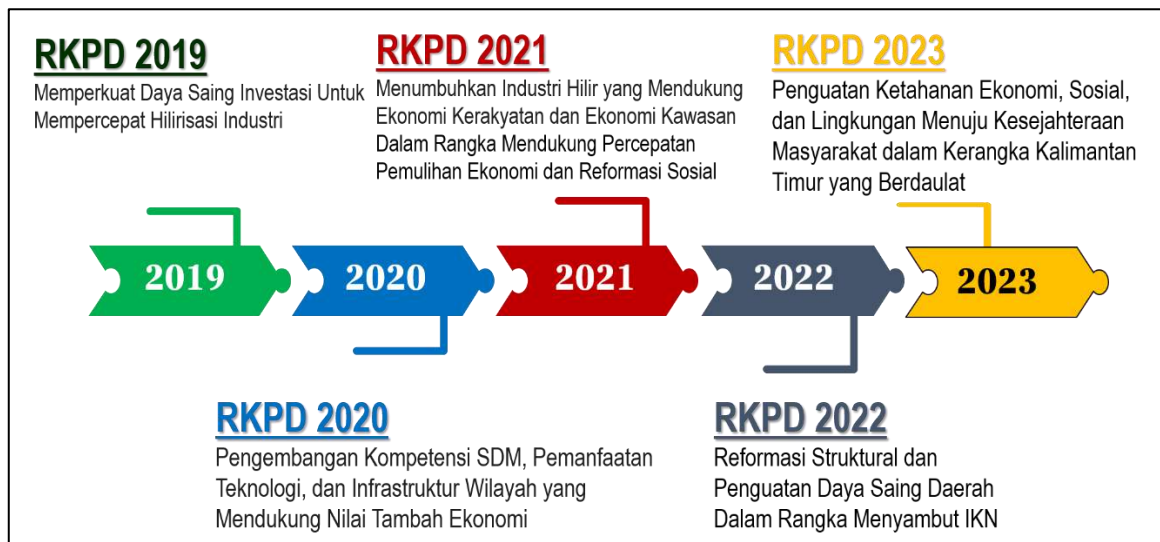 RKPD 2019
Memperkuat Daya Saing Investasi Untuk
Mempercepat Hilirisasi Industri
RKPD 2021
Menumbuhkan Industri Hilir yang Mendukung
Ekonomi Kerakyatan dan Ekonomi Kawasan
Dalam Rangka Mendukung Percepatan
Pemulihan Ekonomi dan Reformasi Sosial
RKPD 2023
Penguatan Ketahanan Ekonomi, Sosial,
dan Lingkungan Menuju Kesejahteraan
Masyarakat dalam Kerangka Kalimantan
Timur yang Berdaulat
2019
2020
2021
2022
2023
RKPD 2020
Pengembangan Kompetensi SDM, Pemanfaatan
Teknologi, dan Infrastruktur Wilayah yang
Mendukung Nilai Tambah Ekonomi
RKPD 2022
Reformasi Struktural dan
Penguatan Daya Saing Daerah
Dalam Rangka Menyambut IKN